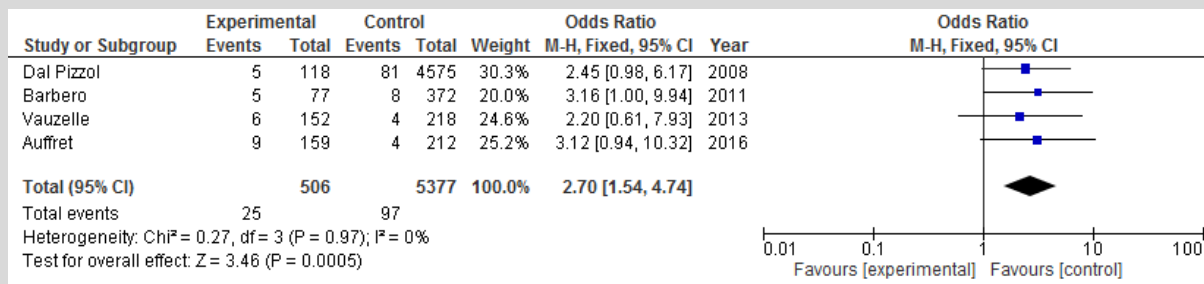 Experimental Control Odds Ratio Odds Ratio
Study or Subgroup Events Total Events Total Weight M-H, Fixed, 95% CI Year M-H, Fixed, 95% CI
Dal Pizzol 5 118 81 4575 30.3% 2.45 [0.98, 6.17] 2008
Barbero 5 77 8 372 20.0% 3.16 [1.00, 9.94] 2011
Vauzelle 6 152 4 218 24.6% 2.20 [0.61, 7.93] 2013
Auffret 9 159 4 212 25.2% 3.12 [0.94, 10.32] 2016
Total (95% CI) 506 5377 100.0% 2.70 [1.54, 4.74]
Total events 25 97
Heterogeneity: Chi² = 0.27, df = 3 (P = 0.97); I² = 0%
Test for overall effect: Z = 3.46 (P = 0.0005)
0.01 0.1 1 10 100
Favours [experimental] Favours [control]